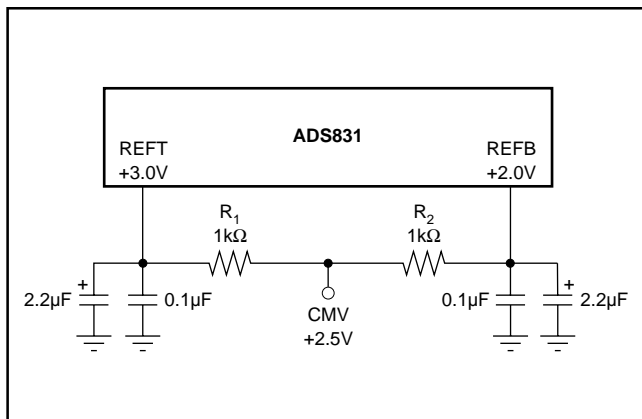 ADS831
REFT
+3.0V
REFB
+2.0V
R1
1kΩ
R2
1kΩ
+
2.2µF
0.1µF
CMV
+2.5V
0.1µF
+
2.2µF